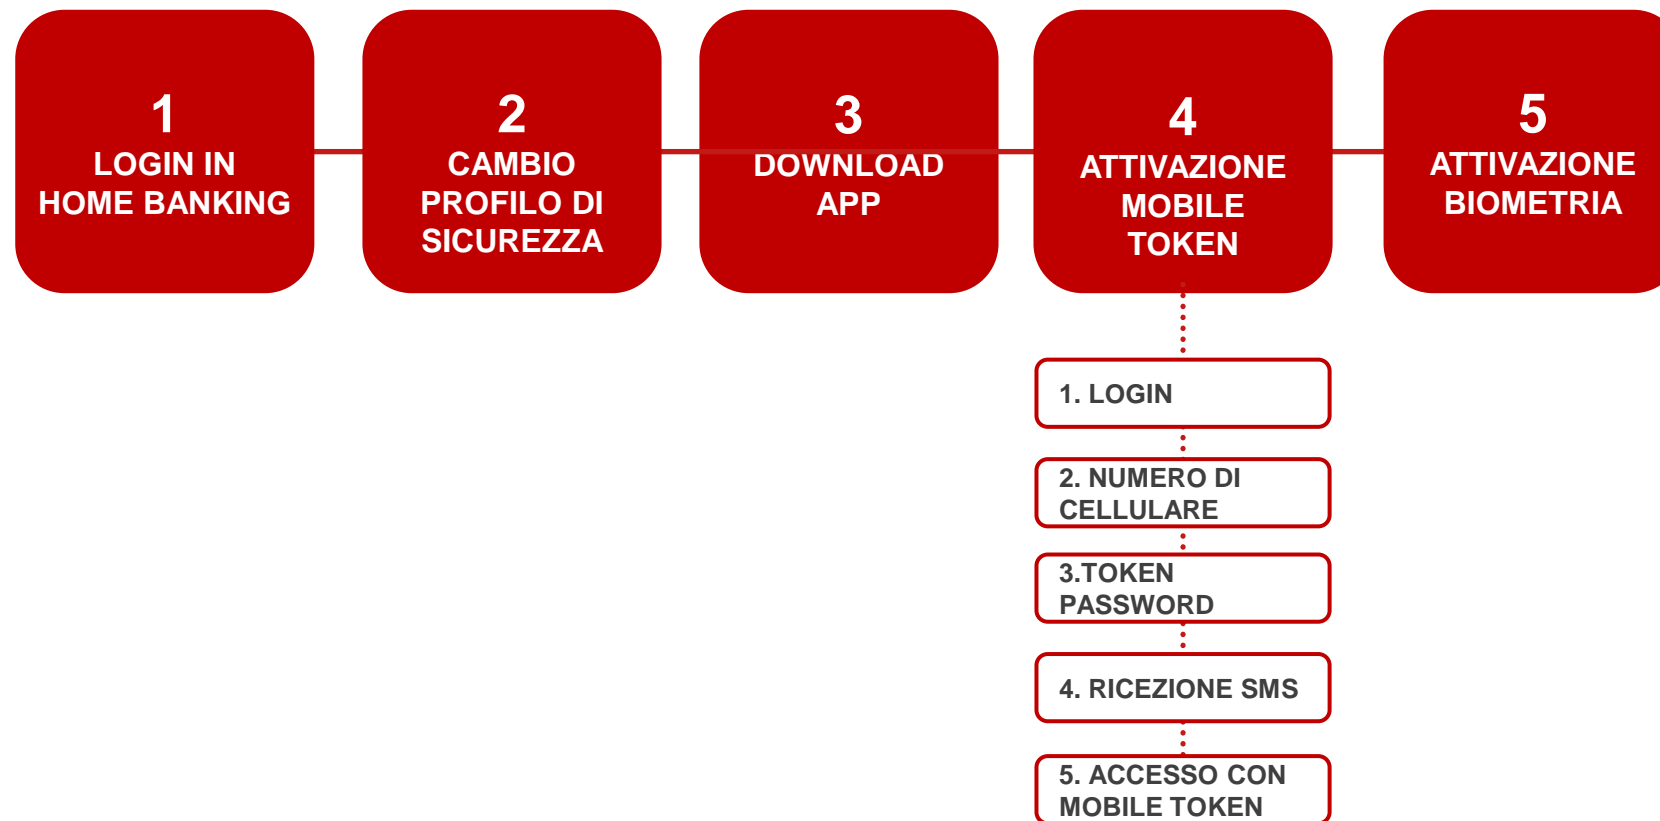 1
LOGIN IN
HOME BANKING
2
CAMBIO
PROFILO DI
SICUREZZA
3
DOWNLOAD
APP
4
ATTIVAZIONE
MOBILE
TOKEN
5
ATTIVAZIONE
BIOMETRIA
1. LOGIN
2. NUMERO DI
CELLULARE
3.TOKEN
PASSWORD
4. RICEZIONE SMS
5. ACCESSO CON
MOBILE TOKEN